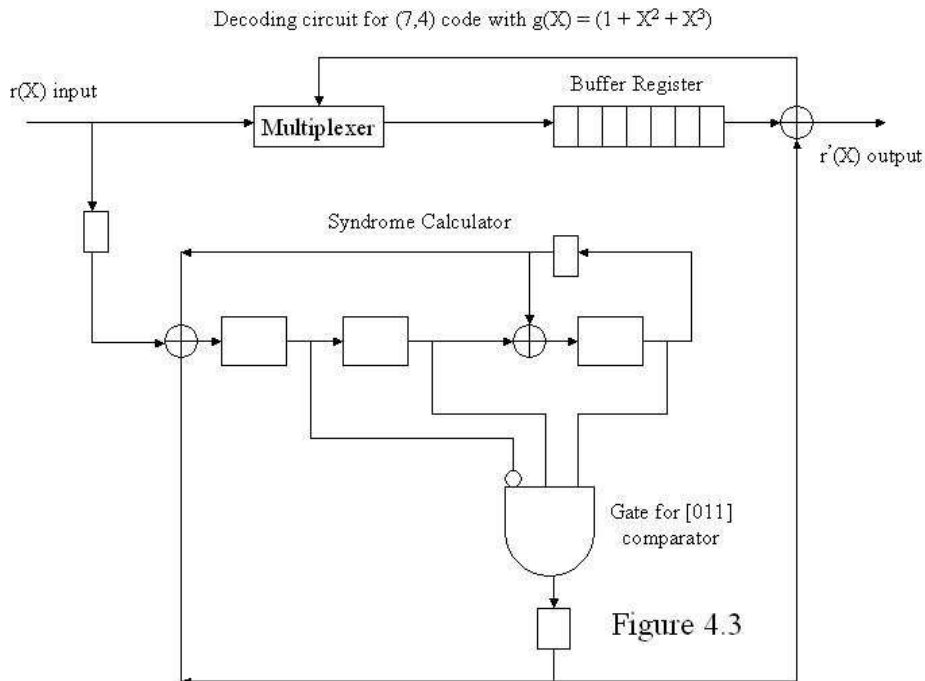 Decoding circuit for (7,4) code with g(X) = (1 + X² + X³)
r(X) input
Buffer Register
Multiplexer
r'(X) output
Syndrome Calculator
Gate for [011]
comparator
Figure 4.3